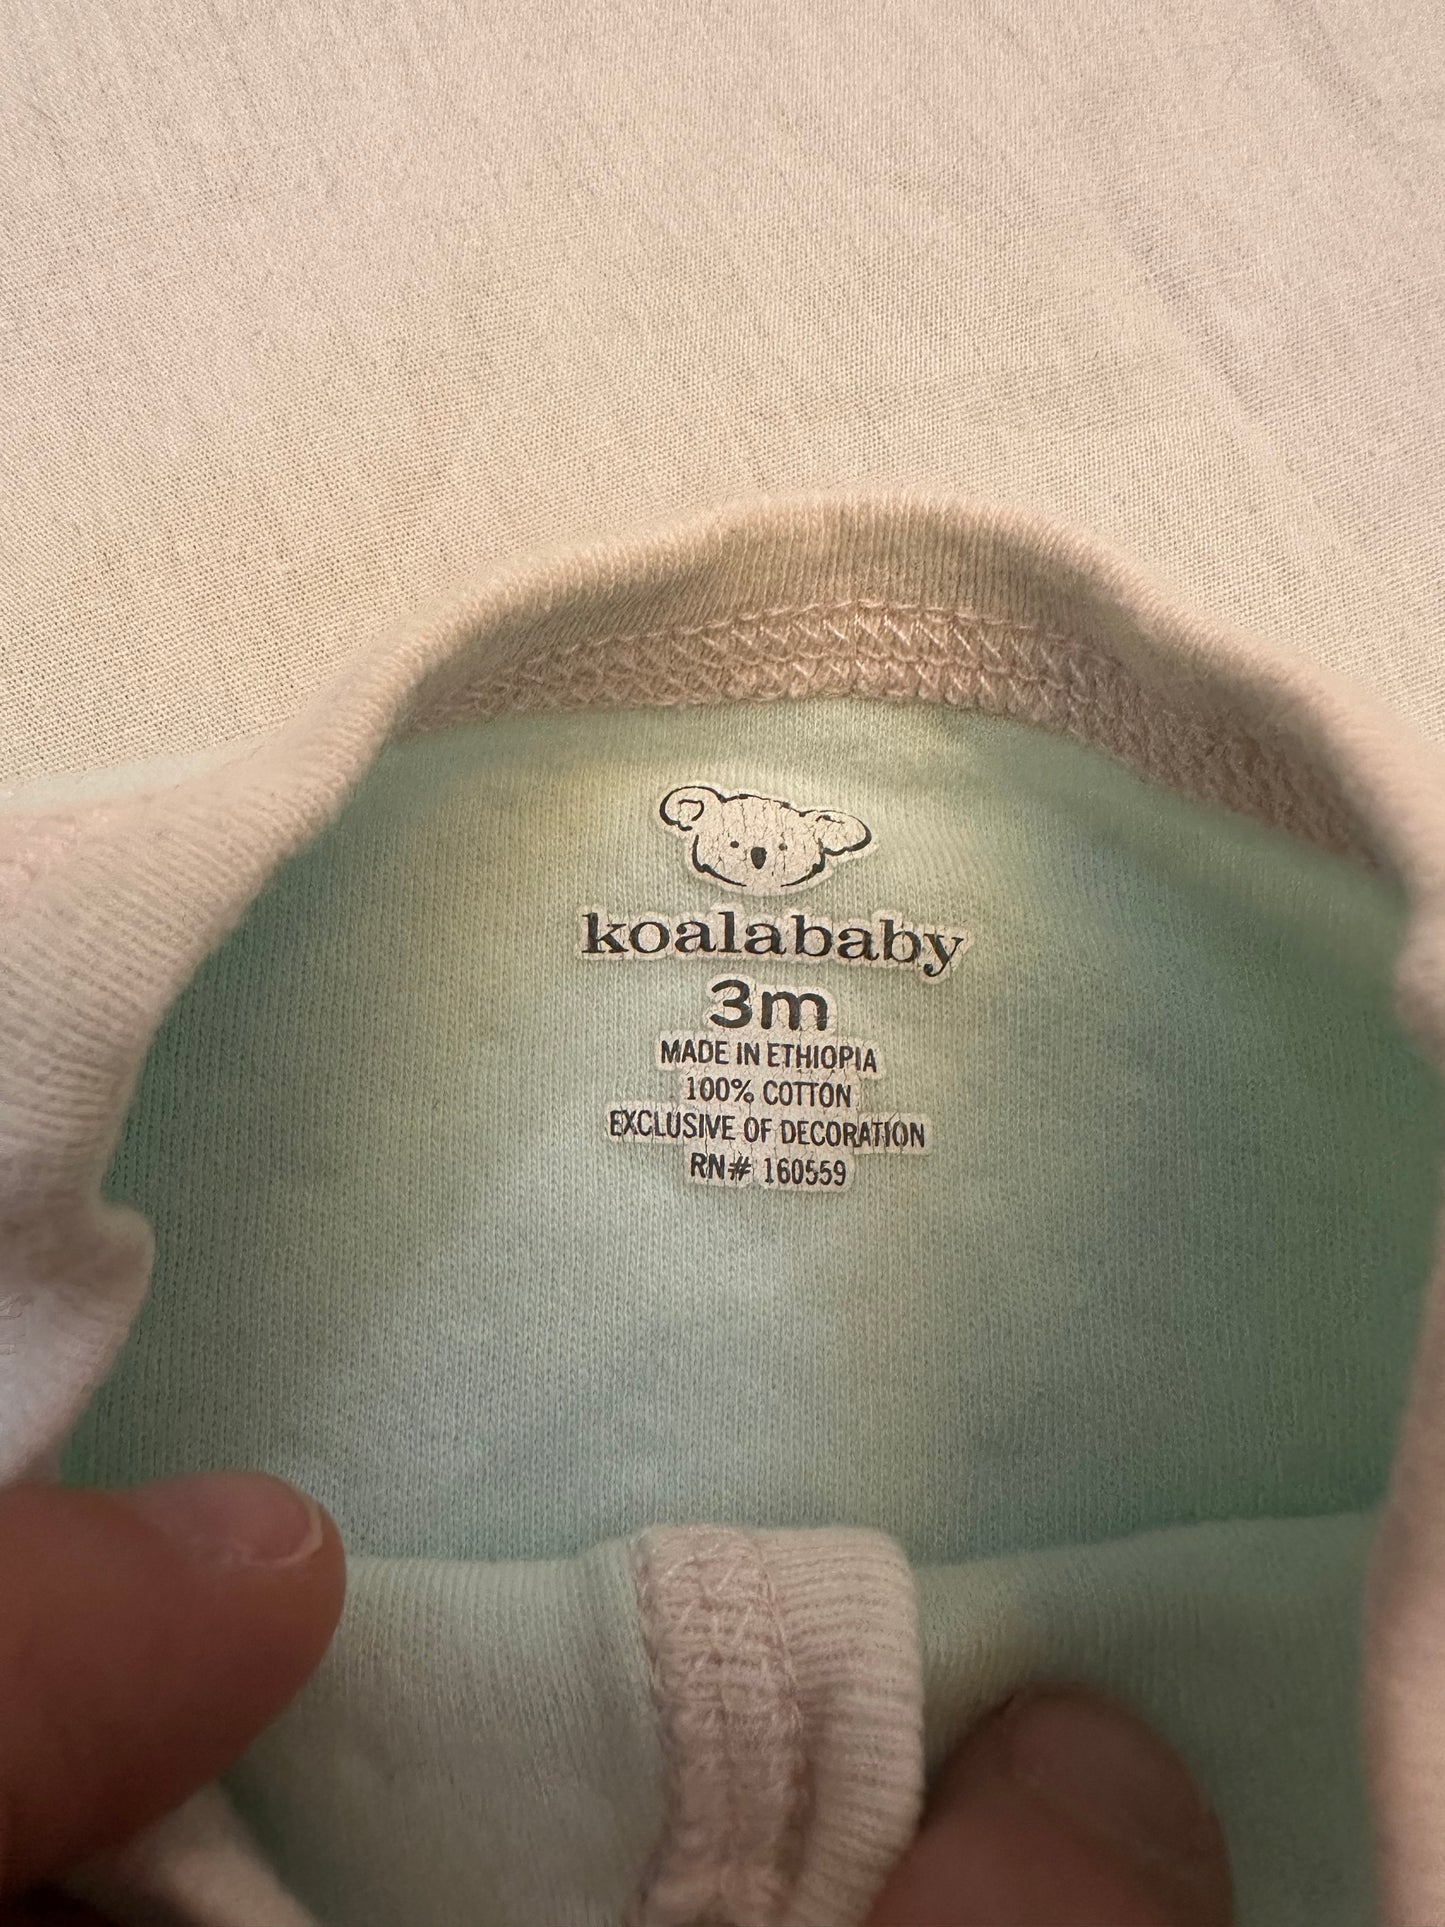 koalababy
3m
MADE IN ETHIOPIA
100% COTTON
EXCLUSIVE OF DECORATION
RN# 160559